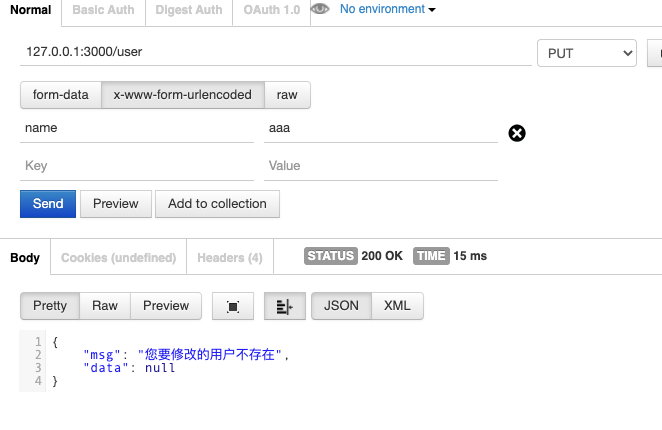 Normal Basic Auth Digest Auth OAuth 1.0 No environment
127.0.0.1:3000/user PUT
form-data x-www-form-urlencoded raw
name aaa
Key Value
Send Preview Add to collection
Body Cookies (undefined) Headers (4) STATUS 200 OK TIME 15 ms
Pretty Raw Preview JSON XML
1 {
2 "msg": "您要修改的用户不存在",
3 "data": null
4 }